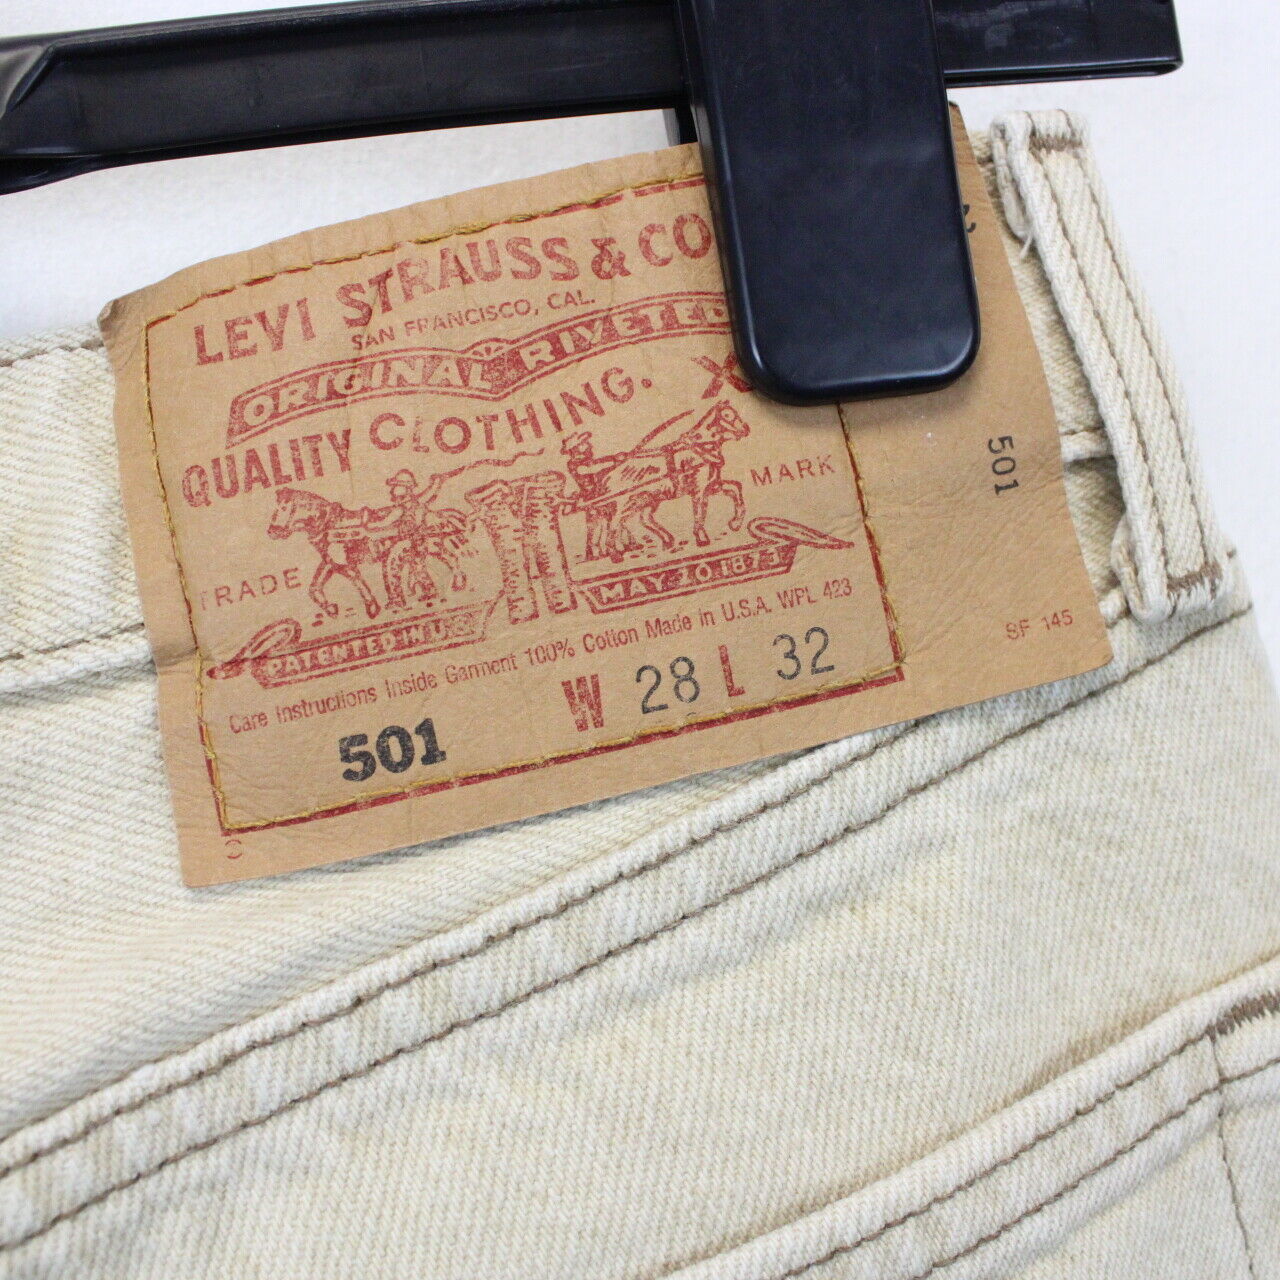 LEVI STRAUSS & CO
SAN FRANCISCO, CAL.
ORIGINAL RIVETED
QUALITY CLOTHING.
TRADE MARK
PATENTED IN U.S. MAY 20 1873
Care Instructions Inside Garment 100% Cotton Made in U.S.A. WPL 423
501 W 28 L 32
501
SF 145